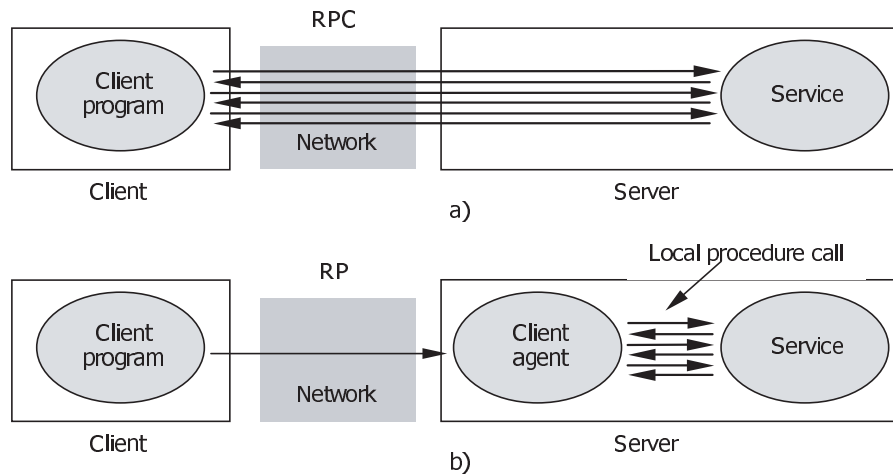 RPC
Client
program
Service
Network
Client
Server
a)
Local procedure call
RP
Client
program
Client
agent
Service
Network
Client
Server
b)